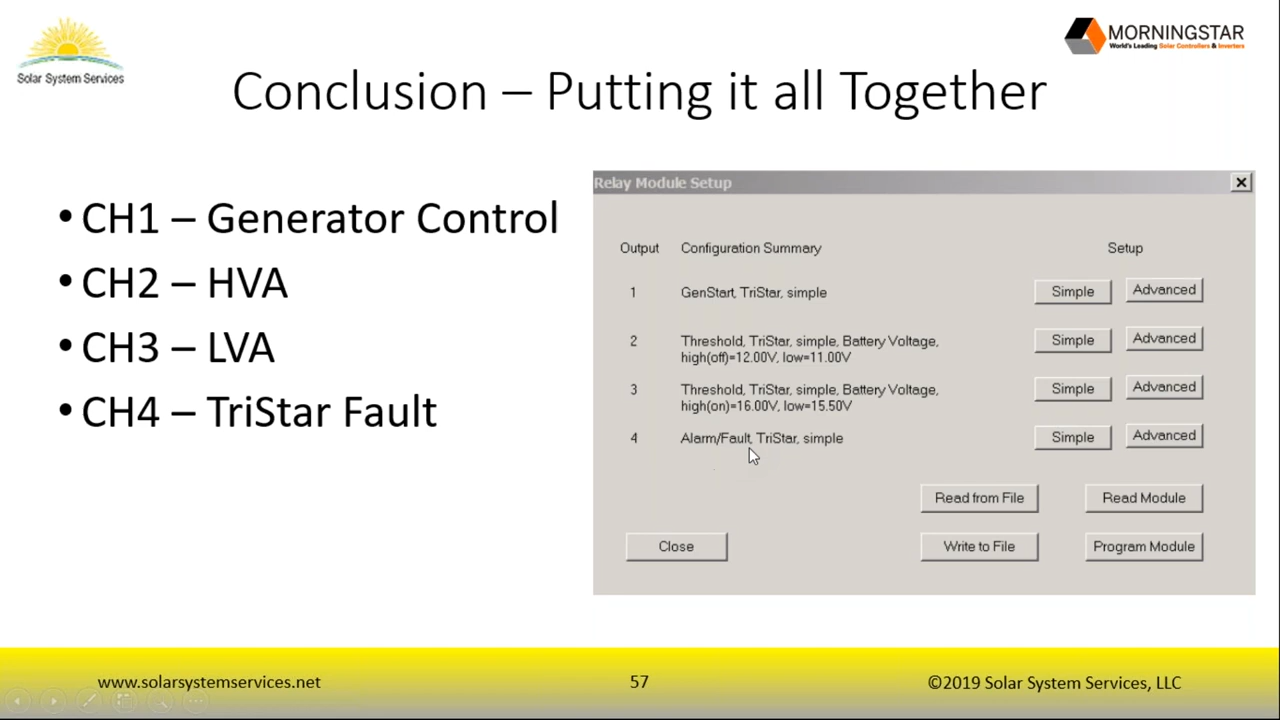 Solar System Services
MORNINGSTAR
World's Leading Solar Controllers & Inverters
Conclusion – Putting it all Together
• CH1 – Generator Control
• CH2 – HVA
• CH3 – LVA
• CH4 – TriStar Fault
Relay Module Setup
Output Configuration Summary Setup
1 GenStart, TriStar, simple Simple Advanced
2 Threshold, TriStar, simple, Battery Voltage, Simple Advanced
high(off)=12.00V, low=11.00V
3 Threshold, TriStar, simple, Battery Voltage, Simple Advanced
high(on)=16.00V, low=15.50V
4 Alarm/Fault, TriStar, simple Simple Advanced
Read from File Read Module
Close Write to File Program Module
www.solarsystemservices.net 57 ©2019 Solar System Services, LLC